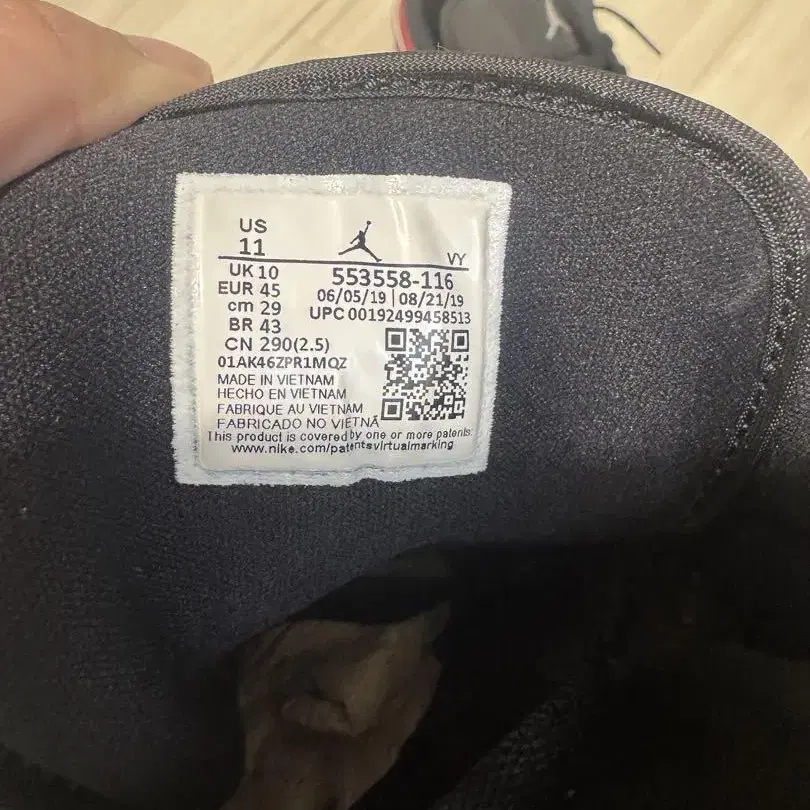 US
11
VY
UK 10
553558-116
EUR 45
06/05/19 | 08/21/19
cm 29
UPC 00192499458513
BR 43
CN 290(2.5)
01AK46ZPR1MQZ
MADE IN VIETNAM
HECHO EN VIETNAM
FABRIQUE AU VIETNAM
FABRICADO NO VIETNÃ
This product is covered by one or more patents.
www.nike.com/patentsvirtualmarking